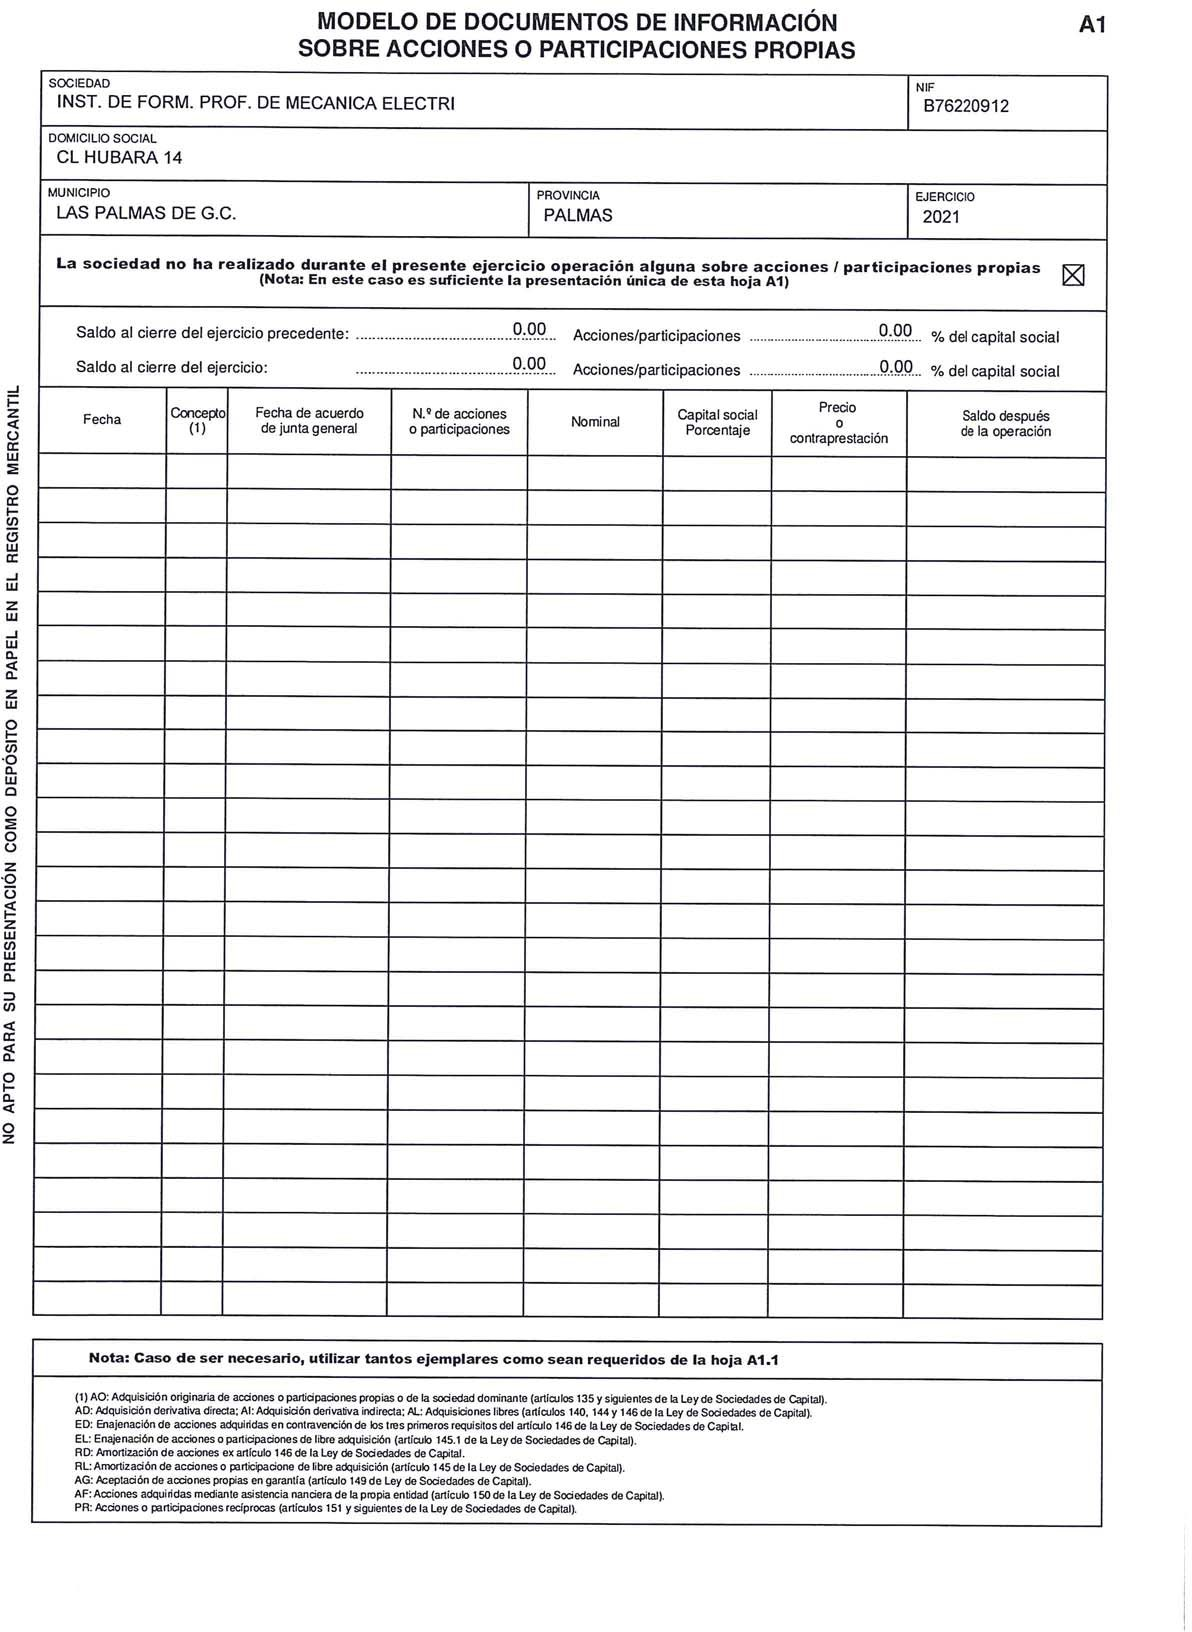 MODELO DE DOCUMENTOS DE INFORMACIÓN
SOBRE ACCIONES O PARTICIPACIONES PROPIAS
A1
SOCIEDAD
INST. DE FORM. PROF. DE MECANICA ELECTRI
NIF
B76220912
DOMICILIO SOCIAL
CL HUBARA 14
MUNICIPIO
LAS PALMAS DE G.C.
PROVINCIA
PALMAS
EJERCICIO
2021
La sociedad no ha realizado durante el presente ejercicio operación alguna sobre acciones / participaciones propias
(Nota: En este caso es suficiente la presentación única de esta hoja A1)
Saldo al cierre del ejercicio precedente: 0.00 Acciones/participaciones 0.00 % del capital social
Saldo al cierre del ejercicio: 0.00 Acciones/participaciones 0.00 % del capital social
Fecha
Concepto
(1)
Fecha de acuerdo
de junta general
N.º de acciones
o participaciones
Nominal
Capital social
Porcentaje
Precio
o
contraprestación
Saldo después
de la operación
NO APTO PARA SU PRESENTACIÓN COMO DEPÓSITO EN PAPEL EN EL REGISTRO MERCANTIL
Nota: Caso de ser necesario, utilizar tantos ejemplares como sean requeridos de la hoja A1.1
(1) AO: Adquisición originaria de acciones o participaciones propias o de la sociedad dominante (artículos 135 y siguientes de la Ley de Sociedades de Capital).
AD: Adquisición derivativa directa; AI: Adquisición derivativa indirecta; AL: Adquisiciones libres (artículos 140, 144 y 146 de la Ley de Sociedades de Capital).
ED: Enajenación de acciones adquiridas en contravención de los tres primeros requisitos del artículo 146 de la Ley de Sociedades de Capital.
EL: Enajenación de acciones o participaciones de libre adquisición (artículo 145.1 de la Ley de Sociedades de Capital).
RD: Amortización de acciones ex artículo 146 de la Ley de Sociedades de Capital.
RL: Amortización de acciones o participacione de libre adquisición (artículo 145 de la Ley de Sociedades de Capital).
AG: Aceptación de acciones propias en garantía (artículo 149 de Ley de Sociedades de Capital).
AF: Acciones adquiridas mediante asistencia nanciera de la propia entidad (artículo 150 de la Ley de Sociedades de Capital).
PR: Acciones o participaciones recíprocas (artículos 151 y siguientes de la Ley de Sociedades de Capital).